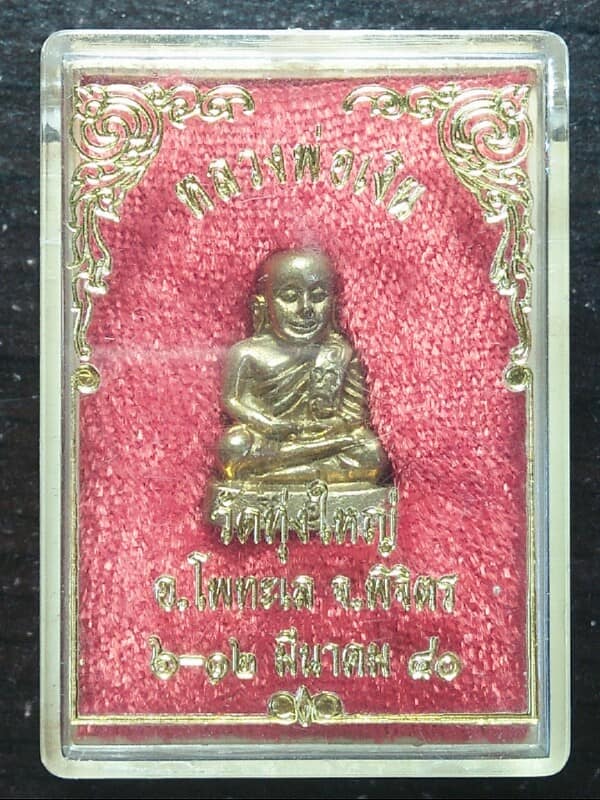 หลวงพ่อเงิน
วัดทุ่งใหญ่
อ.โพทะเล จ.พิจิตร
๖-๑๒ มีนาคม ๔๐